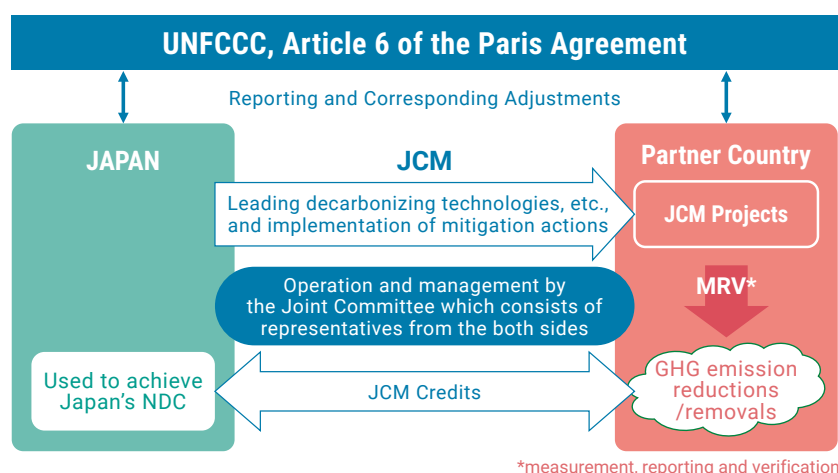 UNFCCC, Article 6 of the Paris Agreement
Reporting and Corresponding Adjustments
JAPAN
JCM
Partner Country
Leading decarbonizing technologies, etc.,
and implementation of mitigation actions
JCM Projects
Operation and management by
the Joint Committee which consists of
representatives from the both sides
MRV*
Used to achieve
Japan's NDC
JCM Credits
GHG emission
reductions
/removals
*measurement, reporting and verification